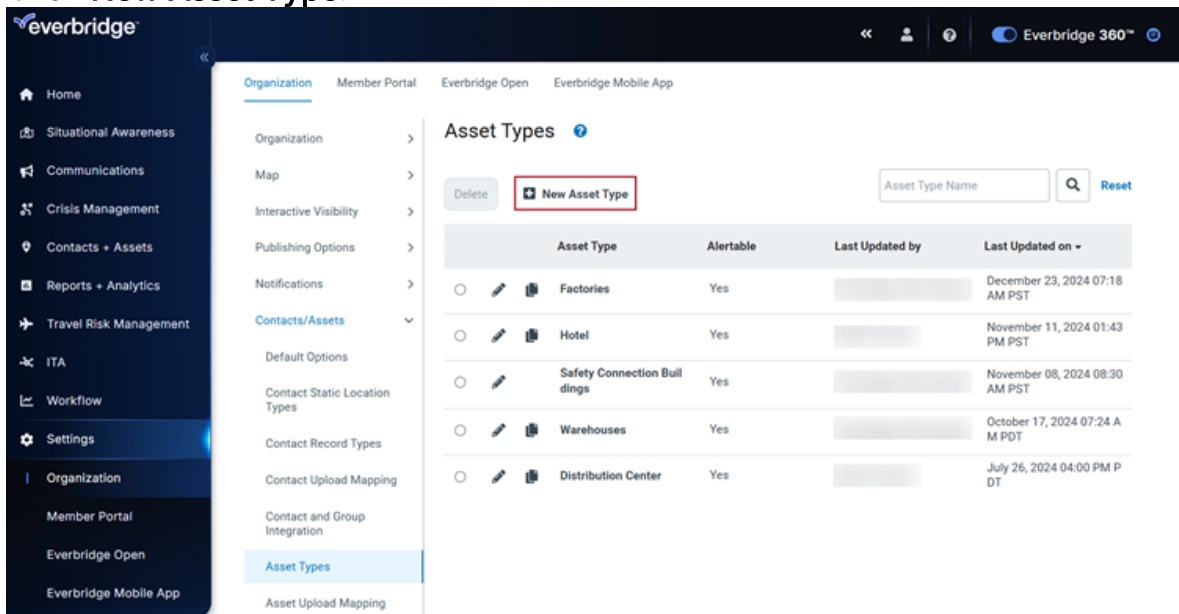 New Asset Type
everbridge
Everbridge 360™
Home
Situational Awareness
Communications
Crisis Management
Contacts + Assets
Reports + Analytics
Travel Risk Management
ITA
Workflow
Settings
Organization
Member Portal
Everbridge Open
Everbridge Mobile App
Organization Member Portal Everbridge Open Everbridge Mobile App
Organization
Map
Interactive Visibility
Publishing Options
Notifications
Contacts/Assets
Default Options
Contact Static Location
Types
Contact Record Types
Contact Upload Mapping
Contact and Group
Integration
Asset Types
Asset Upload Mapping
Asset Types
Delete New Asset Type Asset Type Name Reset
Asset Type Alertable Last Updated by Last Updated on
Factories Yes December 23, 2024 07:18
AM PST
Hotel Yes November 11, 2024 01:43
PM PST
Safety Connection Buil
dings Yes November 08, 2024 08:30
AM PST
Warehouses Yes October 17, 2024 07:24 A
M PDT
Distribution Center Yes July 26, 2024 04:00 PM P
DT